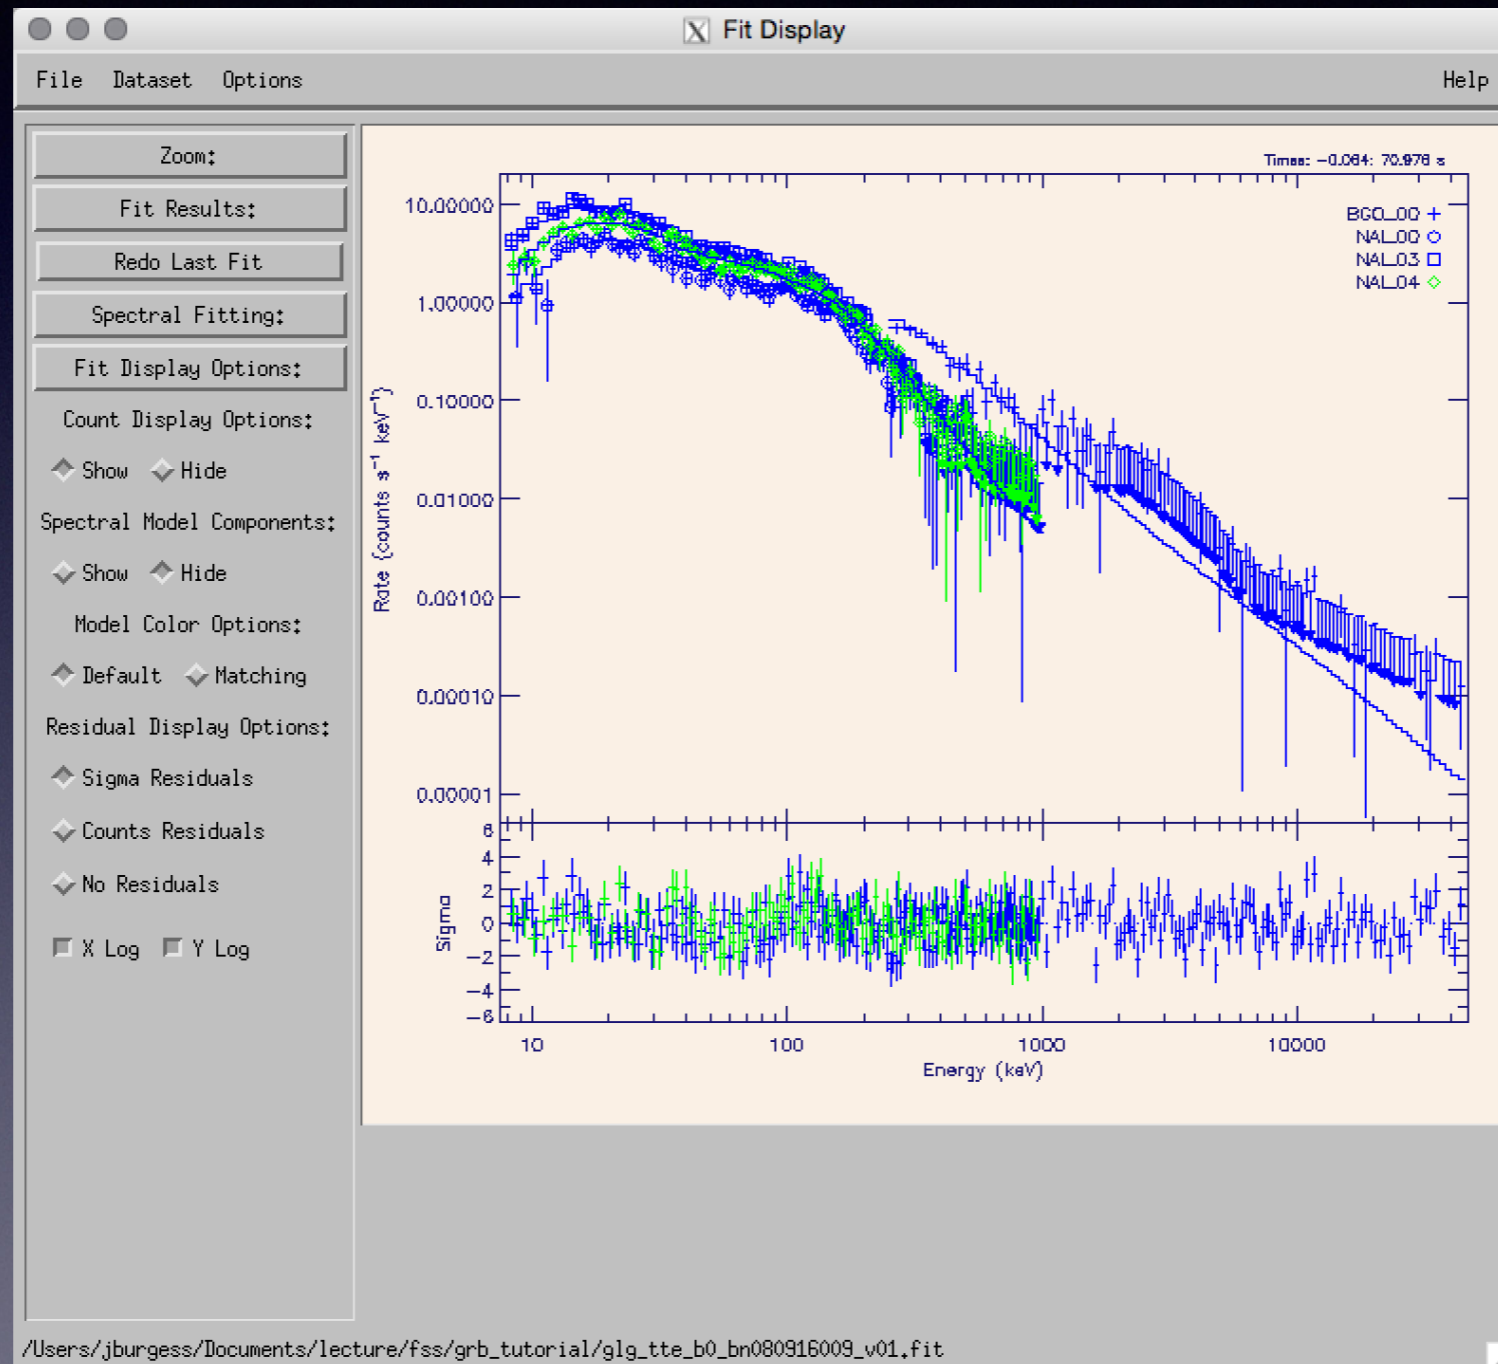 Fit Display
File Dataset Options Help
Zoom:
Fit Results:
Redo Last Fit
Spectral Fitting:
Fit Display Options:
Count Display Options:
Show Hide
Spectral Model Components:
Show Hide
Model Color Options:
Default Matching
Residual Display Options:
Sigma Residuals
Counts Residuals
No Residuals
X Log Y Log
Times: -0.064: 70.976 s
BGO_00
NAI_00
NAI_03
NAI_04
Rate (counts s⁻¹ keV⁻¹)
10.00000
1.00000
0.10000
0.01000
0.00100
0.00010
0.00001
Sigma
6
4
2
0
-2
-4
-6
10 100 1000 10000
Energy (keV)
/Users/jburgess/Documents/lecture/fss/grb_tutorial/glg_tte_b0_bn080916009_v01.fit